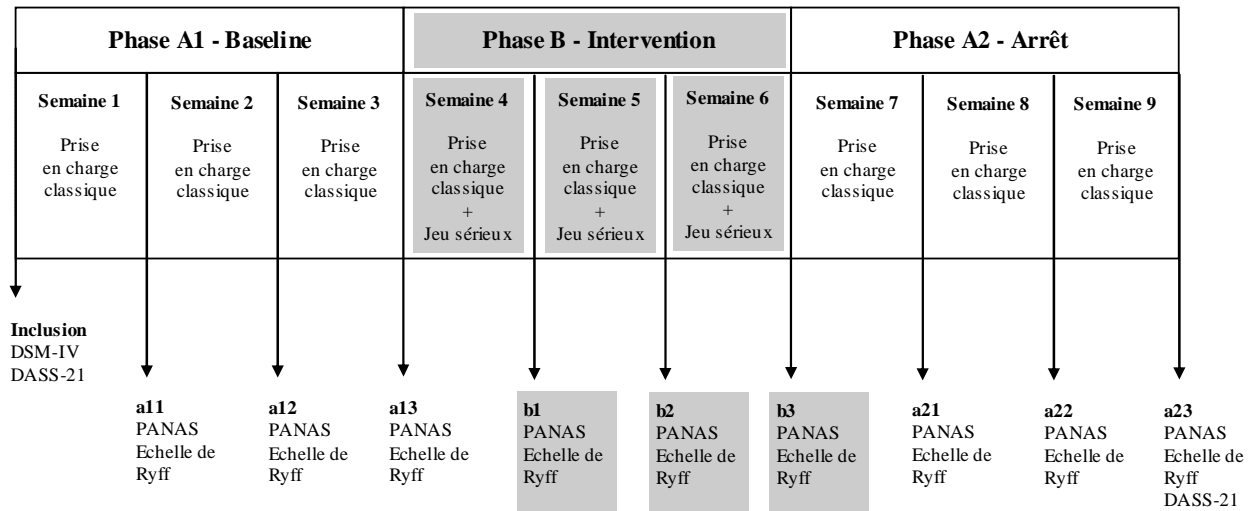 Phase A1 - Baseline
Phase B - Intervention
Phase A2 - Arrêt
Semaine 1
Prise
en charge
classique
Semaine 2
Prise
en charge
classique
Semaine 3
Prise
en charge
classique
Semaine 4
Prise
en charge
classique
+
Jeu sérieux
Semaine 5
Prise
en charge
classique
+
Jeu sérieux
Semaine 6
Prise
en charge
classique
+
Jeu sérieux
Semaine 7
Prise
en charge
classique
Semaine 8
Prise
en charge
classique
Semaine 9
Prise
en charge
classique
Inclusion
DSM-IV
DASS-21
a11
PANAS
Echelle de
Ryff
a12
PANAS
Echelle de
Ryff
a13
PANAS
Echelle de
Ryff
b1
PANAS
Echelle de
Ryff
b2
PANAS
Echelle de
Ryff
b3
PANAS
Echelle de
Ryff
a21
PANAS
Echelle de
Ryff
a22
PANAS
Echelle de
Ryff
a23
PANAS
Echelle de
Ryff
DASS-21